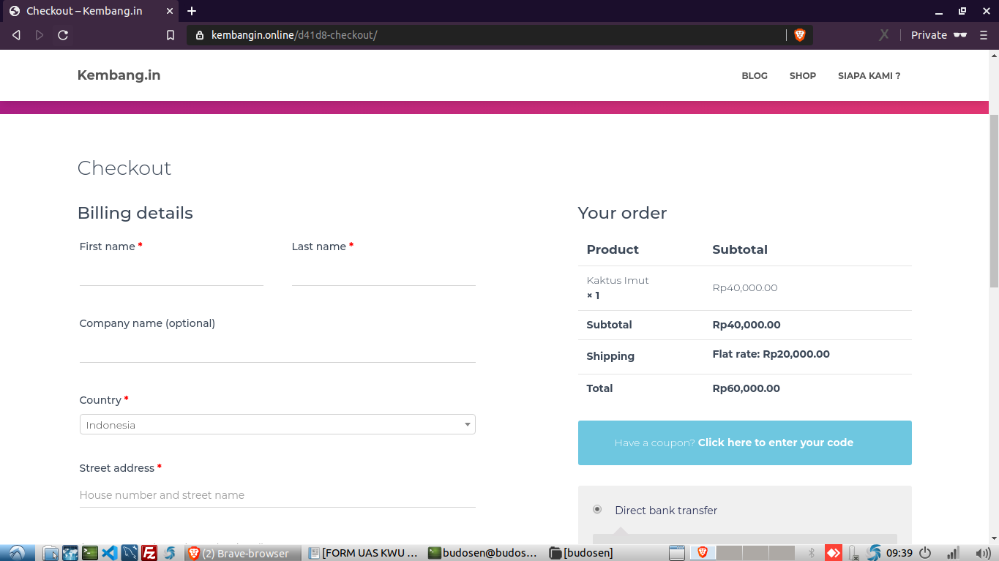 Checkout – Kembang.in
kembangin.online/d41d8-checkout/
Private
Kembang.in
BLOG SHOP SIAPA KAMI ?
Checkout
Billing details
First name * Last name *
Company name (optional)
Country *
Indonesia
Street address *
House number and street name
Your order
Product Subtotal
Kaktus Imut
× 1
Rp40,000.00
Subtotal Rp40,000.00
Shipping Flat rate: Rp20,000.00
Total Rp60,000.00
Have a coupon? Click here to enter your code
Direct bank transfer
(2) Brave-browser [FORM UAS KWU ... budosen@budos... [budosen] 09:39